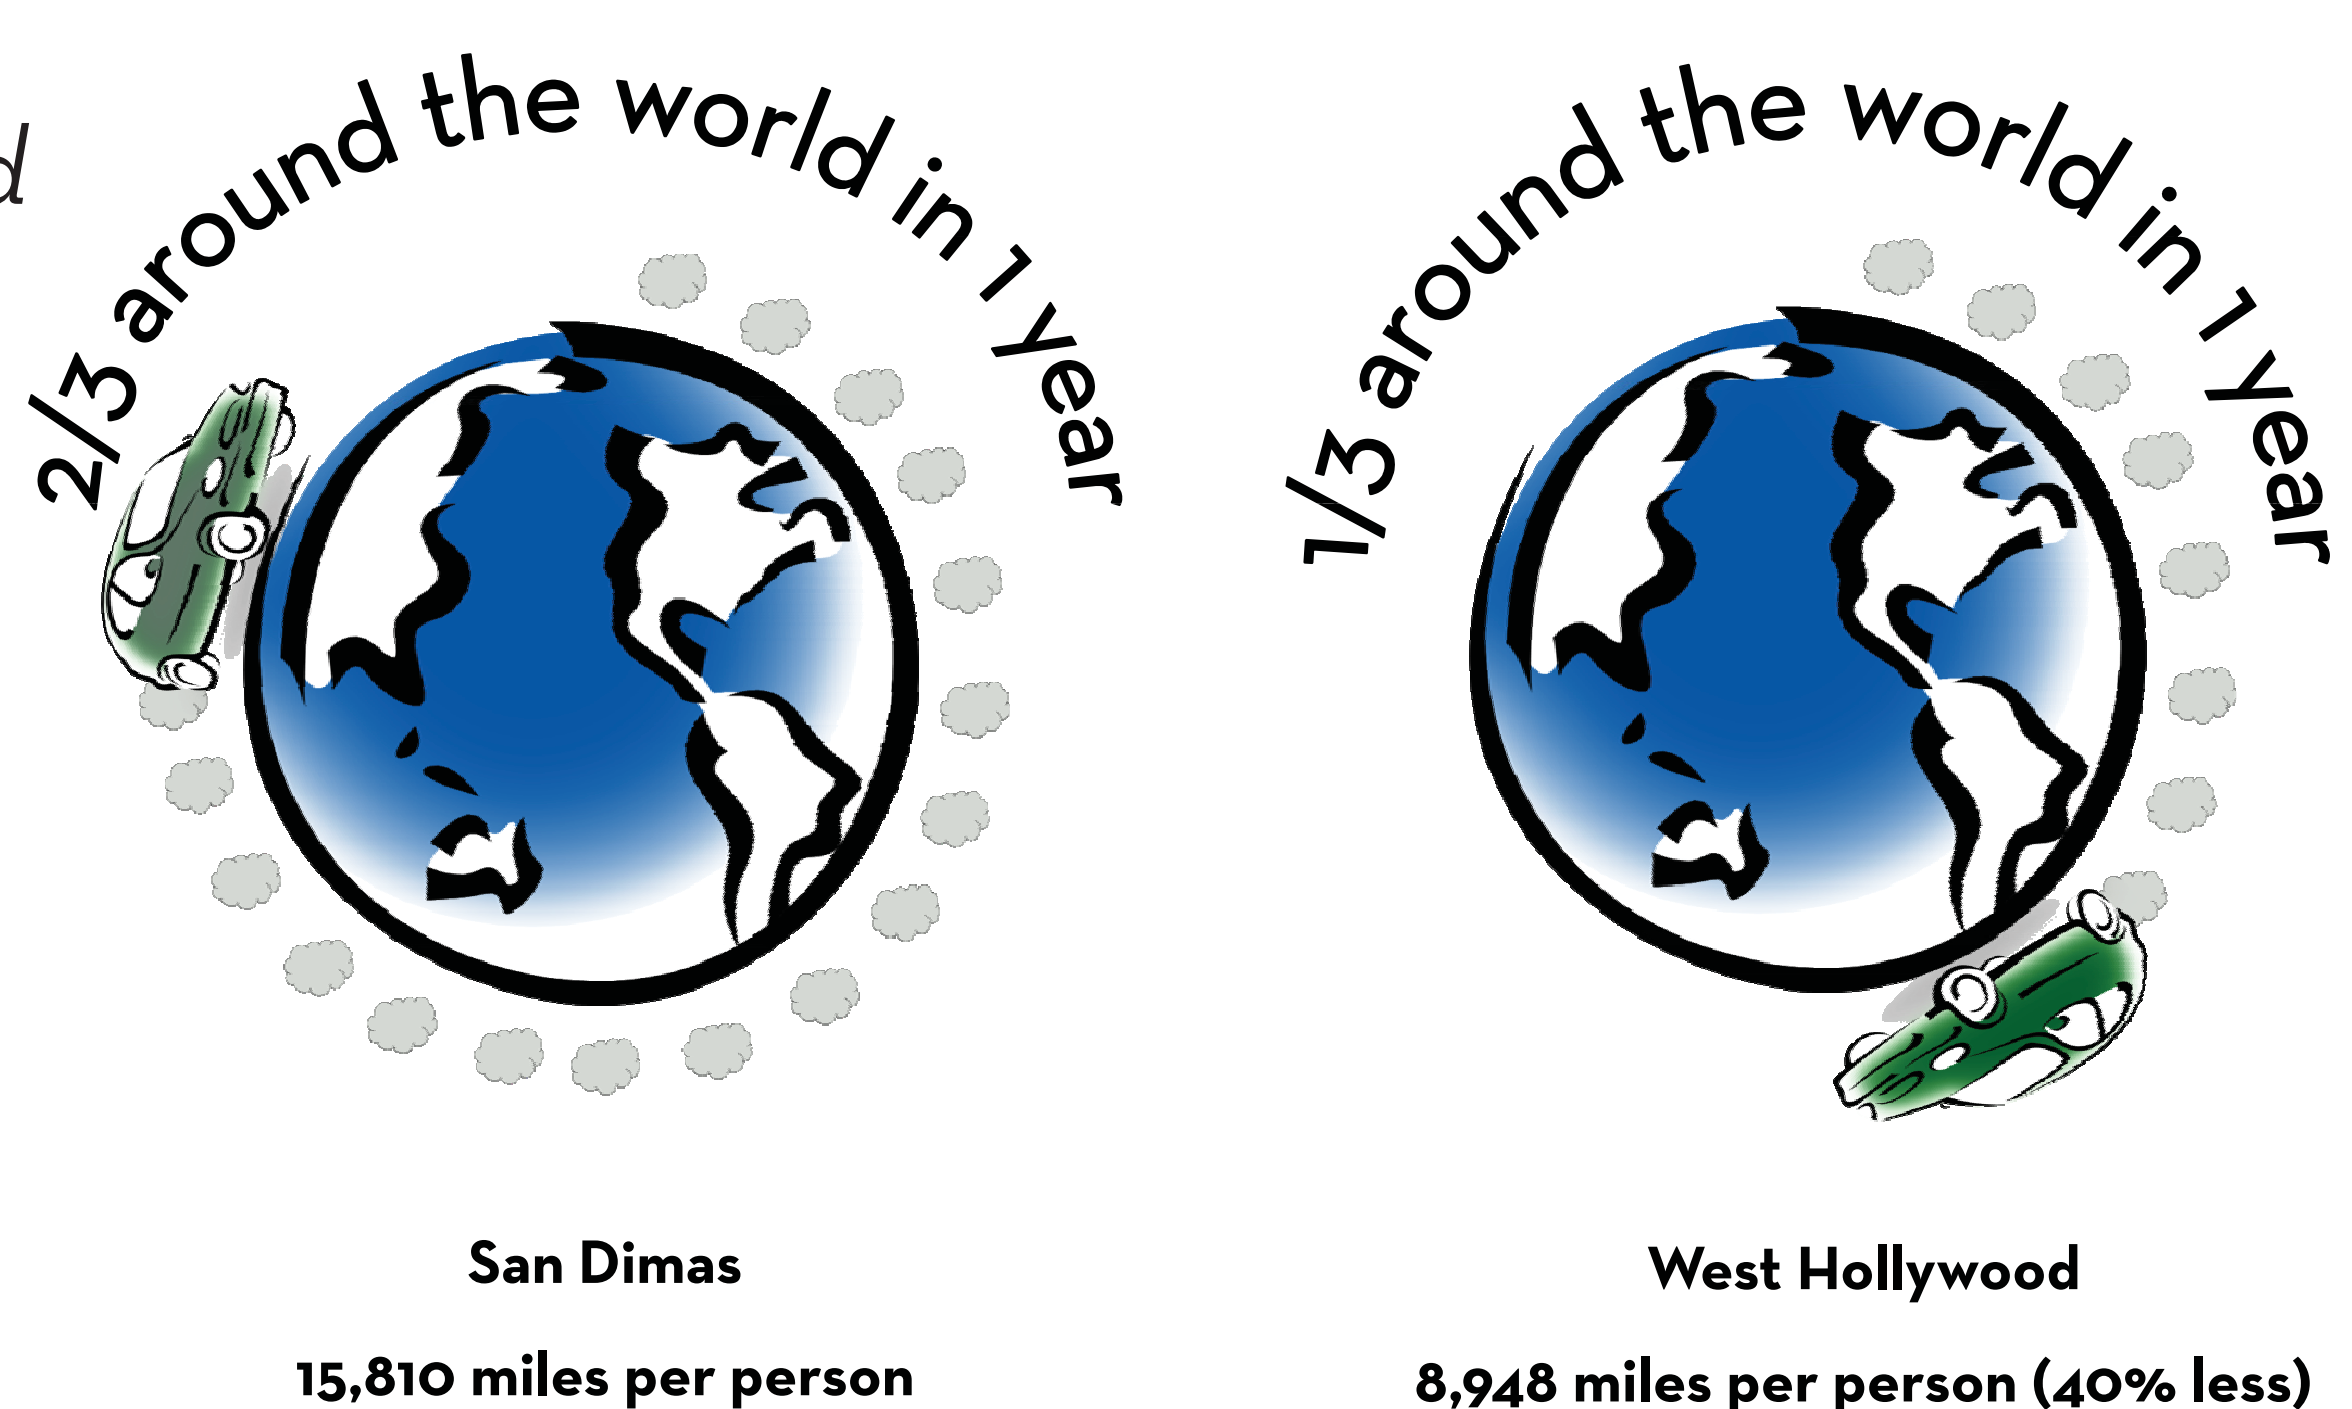 2/3 around the world in 1 year
1/3 around the world in 1 year
San Dimas
15,810 miles per person
West Hollywood
8,948 miles per person (40% less)